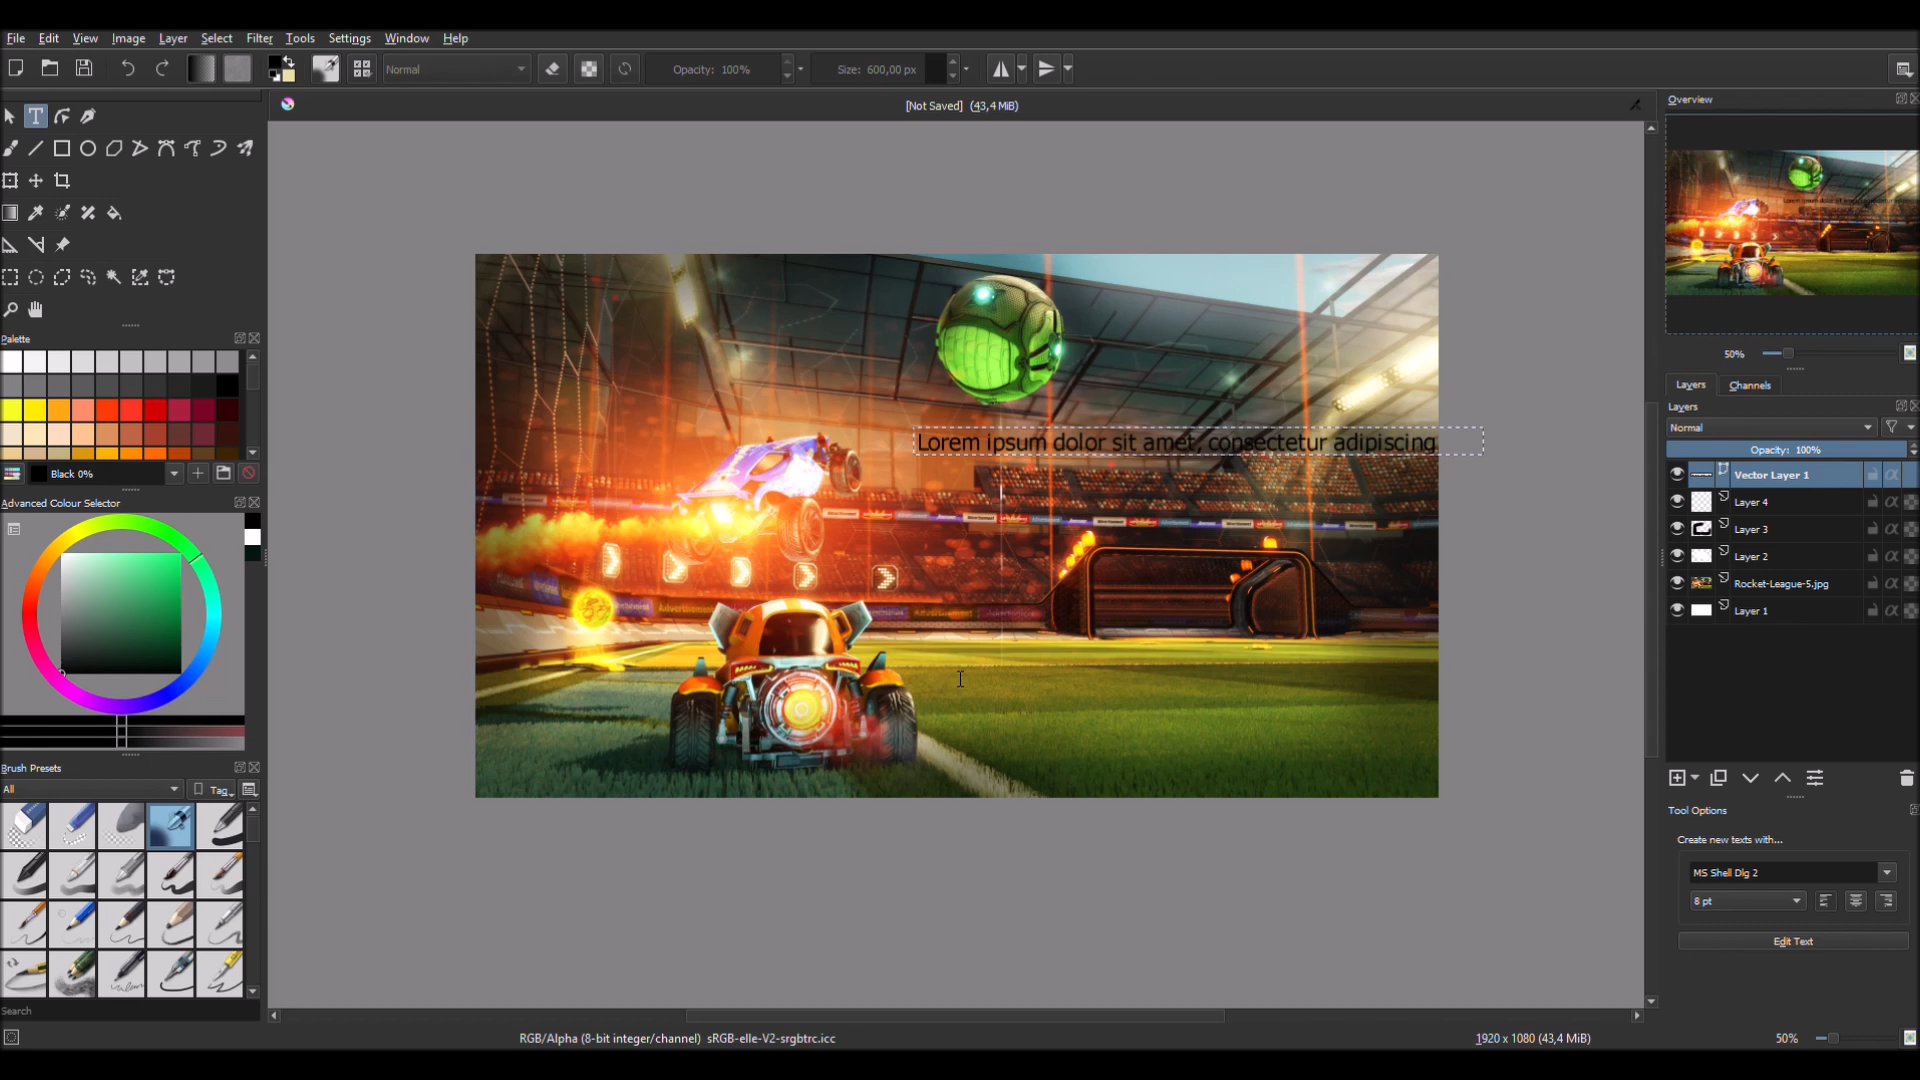 File Edit View Image Layer Select Filter Tools Settings Window Help
Normal Opacity: 100% Size: 600,00 px
[Not Saved] (43,4 MiB)
Overview
50%
Layers Channels
Layers
Normal
Opacity: 100%
Vector Layer 1
Layer 4
Layer 3
Layer 2
Rocket-League-5.jpg
Layer 1
Tool Options
Create new texts with...
MS Shell Dlg 2
8 pt
Edit Text
Palette
Black 0%
Advanced Colour Selector
Brush Presets
All Tag
Search
Lorem ipsum dolor sit amet, consectetur adipiscing
Advertisement
RGB/Alpha (8-bit integer/channel) sRGB-elle-V2-srgbtrc.icc
1920 x 1080 (43,4 MiB)
50%